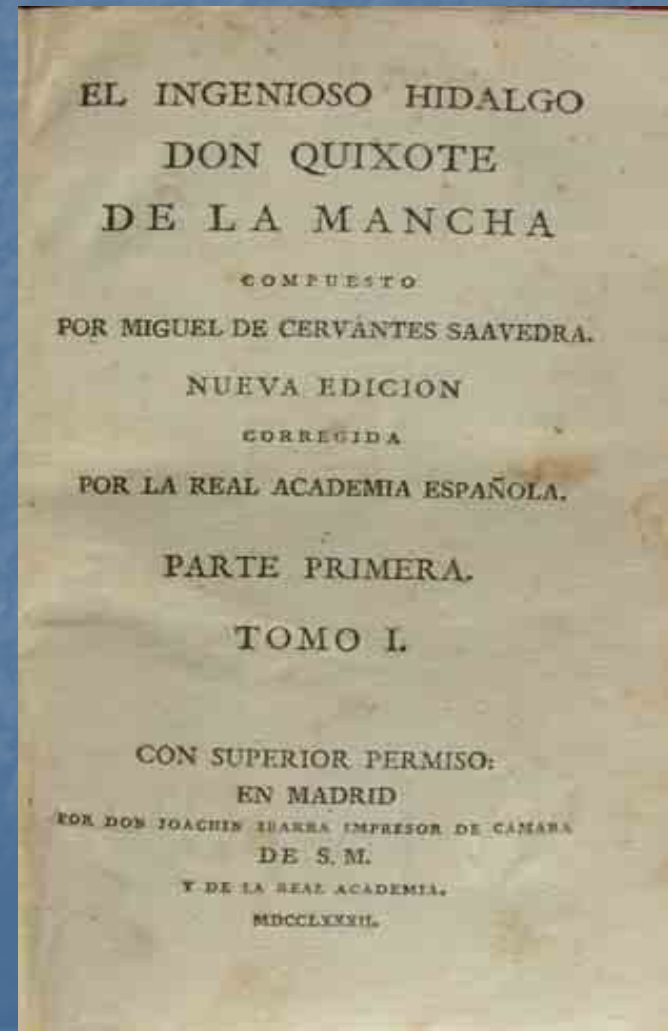 EL INGENIOSO HIDALGO
DON QUIXOTE
DE LA MANCHA
COMPUESTO
POR MIGUEL DE CERVÁNTES SAAVEDRA.
NUEVA EDICION
CORREGIDA
POR LA REAL ACADEMIA ESPAÑOLA.
PARTE PRIMERA.
TOMO I.
CON SUPERIOR PERMISO:
EN MADRID
POR DON JOACHIN IBARRA IMPRESOR DE CÁMARA
DE S. M.
Y DE LA REAL ACADEMIA.
MDCCLXXXII.